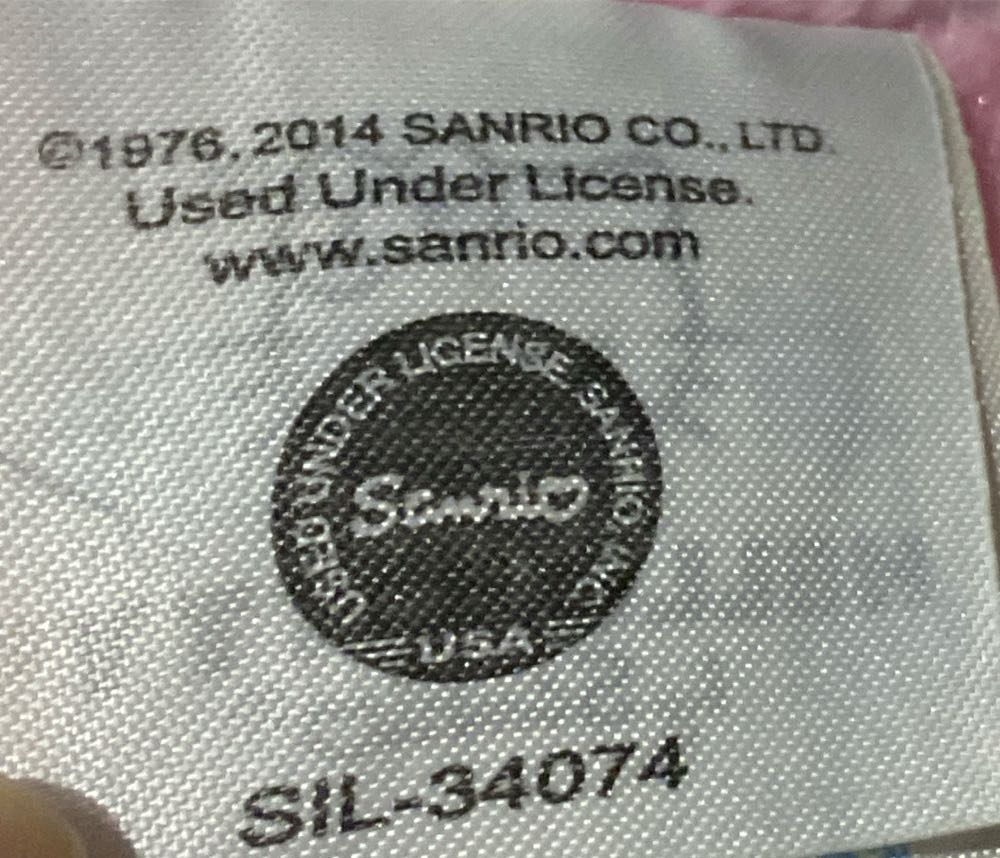 ©1976, 2014 SANRIO CO., LTD.
Used Under License.
www.sanrio.com
USED UNDER LICENSE SANRIO, INC.
Sanrio
USA
SIL-34074